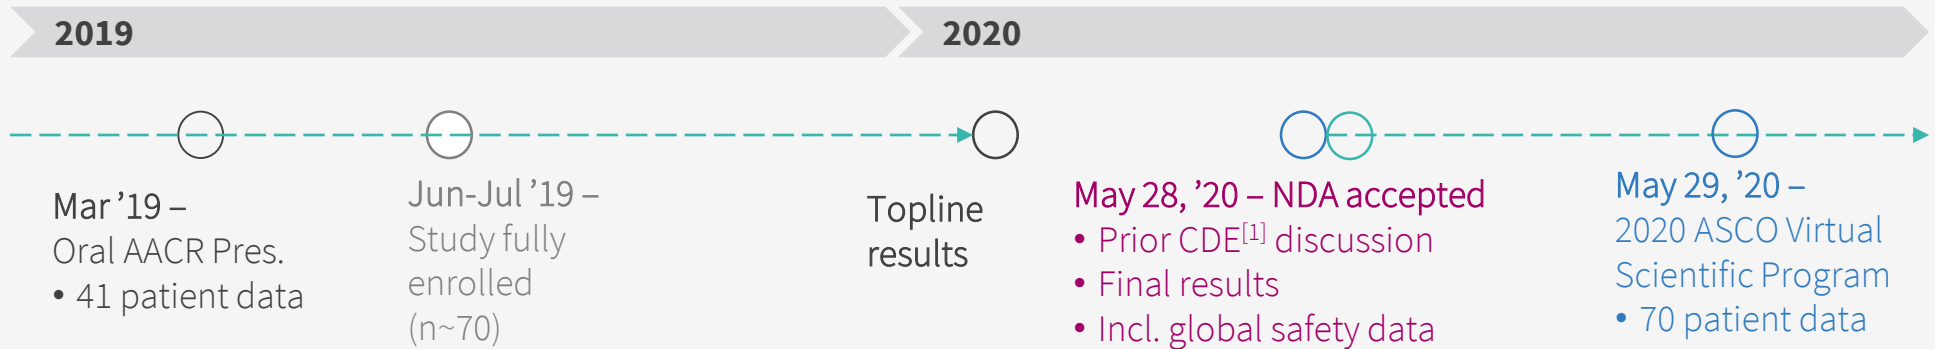 2019
2020
Mar ’19 –
Oral AACR Pres.
• 41 patient data
Jun-Jul ’19 –
Study fully
enrolled
(n~70)
Topline
results
May 28, ’20 – NDA accepted
• Prior CDE[1] discussion
• Final results
• Incl. global safety data
May 29, ’20 –
2020 ASCO Virtual
Scientific Program
• 70 patient data